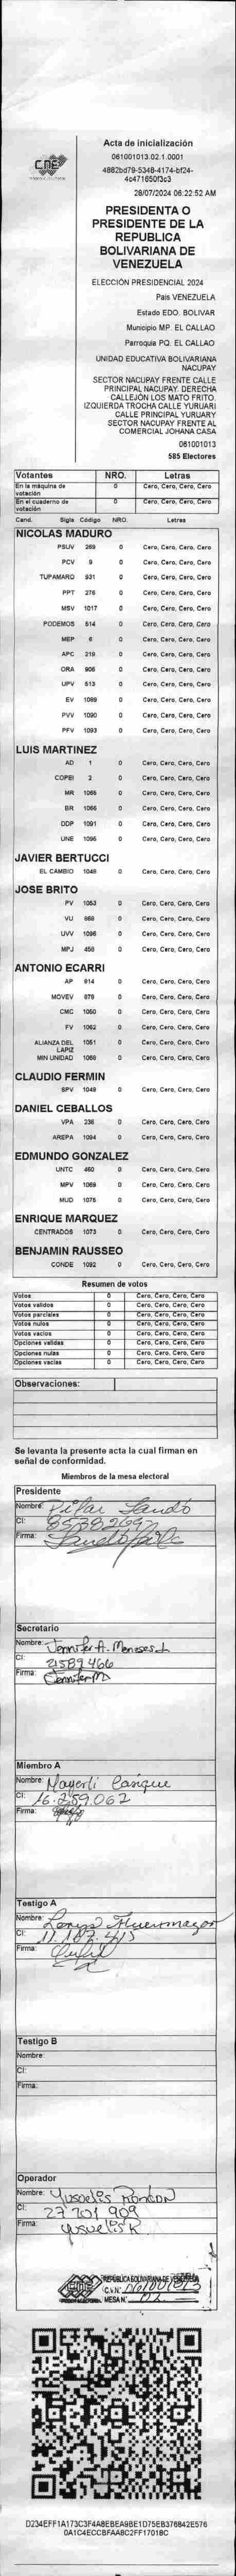 CNE
Acta de inicialización
061001013.02.1.0001
4882bd79-5348-4174-bf24-
4c471650f3c3
28/07/2024 06:22:52 AM
PRESIDENTA O
PRESIDENTE DE LA
REPUBLICA
BOLIVARIANA DE
VENEZUELA
ELECCIÓN PRESIDENCIAL 2024
País VENEZUELA
Estado EDO. BOLIVAR
Municipio MP. EL CALLAO
Parroquia PQ. EL CALLAO
UNIDAD EDUCATIVA BOLIVARIANA
NACUPAY
SECTOR NACUPAY FRENTE CALLE
PRINCIPAL NACUPAY. DERECHA
CALLEJÓN LOS MATO FRITO.
IZQUIERDA TROCHA CALLE YURUARI
CALLE PRINCIPAL YURUARY
SECTOR NACUPAY FRENTE AL
COMERCIAL JOHANA CASA
061001013
585 Electores
Votantes NRO. Letras
En la máquina de votación 0 Cero, Cero, Cero, Cero
En el cuaderno de votación 0 Cero, Cero, Cero, Cero
Cand. Sigla Código NRO. Letras
NICOLAS MADURO
PSUV 269 0 Cero, Cero, Cero, Cero
PCV 9 0 Cero, Cero, Cero, Cero
TUPAMARO 931 0 Cero, Cero, Cero, Cero
PPT 276 0 Cero, Cero, Cero, Cero
MSV 1017 0 Cero, Cero, Cero, Cero
PODEMOS 514 0 Cero, Cero, Cero, Cero
MEP 6 0 Cero, Cero, Cero, Cero
APC 219 0 Cero, Cero, Cero, Cero
ORA 906 0 Cero, Cero, Cero, Cero
UPV 513 0 Cero, Cero, Cero, Cero
EV 1089 0 Cero, Cero, Cero, Cero
PVV 1090 0 Cero, Cero, Cero, Cero
PFV 1093 0 Cero, Cero, Cero, Cero
LUIS MARTINEZ
AD 1 0 Cero, Cero, Cero, Cero
COPEI 2 0 Cero, Cero, Cero, Cero
MR 1065 0 Cero, Cero, Cero, Cero
BR 1066 0 Cero, Cero, Cero, Cero
DDP 1091 0 Cero, Cero, Cero, Cero
UNE 1096 0 Cero, Cero, Cero, Cero
JAVIER BERTUCCI
EL CAMBIO 1048 0 Cero, Cero, Cero, Cero
JOSE BRITO
PV 1053 0 Cero, Cero, Cero, Cero
VU 868 0 Cero, Cero, Cero, Cero
UVV 1095 0 Cero, Cero, Cero, Cero
MPJ 458 0 Cero, Cero, Cero, Cero
ANTONIO ECARRI
AP 914 0 Cero, Cero, Cero, Cero
MOVEV 879 0 Cero, Cero, Cero, Cero
CMC 1050 0 Cero, Cero, Cero, Cero
FV 1062 0 Cero, Cero, Cero, Cero
ALIANZA DEL LAPIZ 1051 0 Cero, Cero, Cero, Cero
MIN UNIDAD 1068 0 Cero, Cero, Cero, Cero
CLAUDIO FERMIN
SPV 1049 0 Cero, Cero, Cero, Cero
DANIEL CEBALLOS
VPA 236 0 Cero, Cero, Cero, Cero
AREPA 1094 0 Cero, Cero, Cero, Cero
EDMUNDO GONZALEZ
UNTC 460 0 Cero, Cero, Cero, Cero
MPV 1069 0 Cero, Cero, Cero, Cero
MUD 1075 0 Cero, Cero, Cero, Cero
ENRIQUE MARQUEZ
CENTRADOS 1073 0 Cero, Cero, Cero, Cero
BENJAMIN RAUSSEO
CONDE 1092 0 Cero, Cero, Cero, Cero
Resumen de votos
Votos 0 Cero, Cero, Cero, Cero
Votos válidos 0 Cero, Cero, Cero, Cero
Votos parciales 0 Cero, Cero, Cero, Cero
Votos nulos 0 Cero, Cero, Cero, Cero
Votos vacíos 0 Cero, Cero, Cero, Cero
Opciones validas 0 Cero, Cero, Cero, Cero
Opciones nulas 0 Cero, Cero, Cero, Cero
Opciones vacías 0 Cero, Cero, Cero, Cero
Observaciones:
Se levanta la presente acta la cual firman en
señal de conformidad.
Miembros de la mesa electoral
Presidente
Nombre: Pilar Sandó
CI:
Firma:
Secretario
Nombre: Jennifer A. Meneses L
CI: 21589466
Firma: Jennifer M
Miembro A
Nombre: Mayerli Casique
CI: 16.259.062
Firma:
Testigo A
Nombre:
CI: 11.107.415
Firma:
Testigo B
Nombre:
CI:
Firma:
Operador
Nombre: Yusvelis Rondon
CI: 27701909
Firma: Yusvelis R
REPÚBLICA BOLIVARIANA DE VENEZUELA
C.V.N°: 061001013
MESA N°: 02
D234EFF1A173C3F4A8EBEA9BE1D75EB376842E576
0A1C4ECCBFAA8C2FF17018C